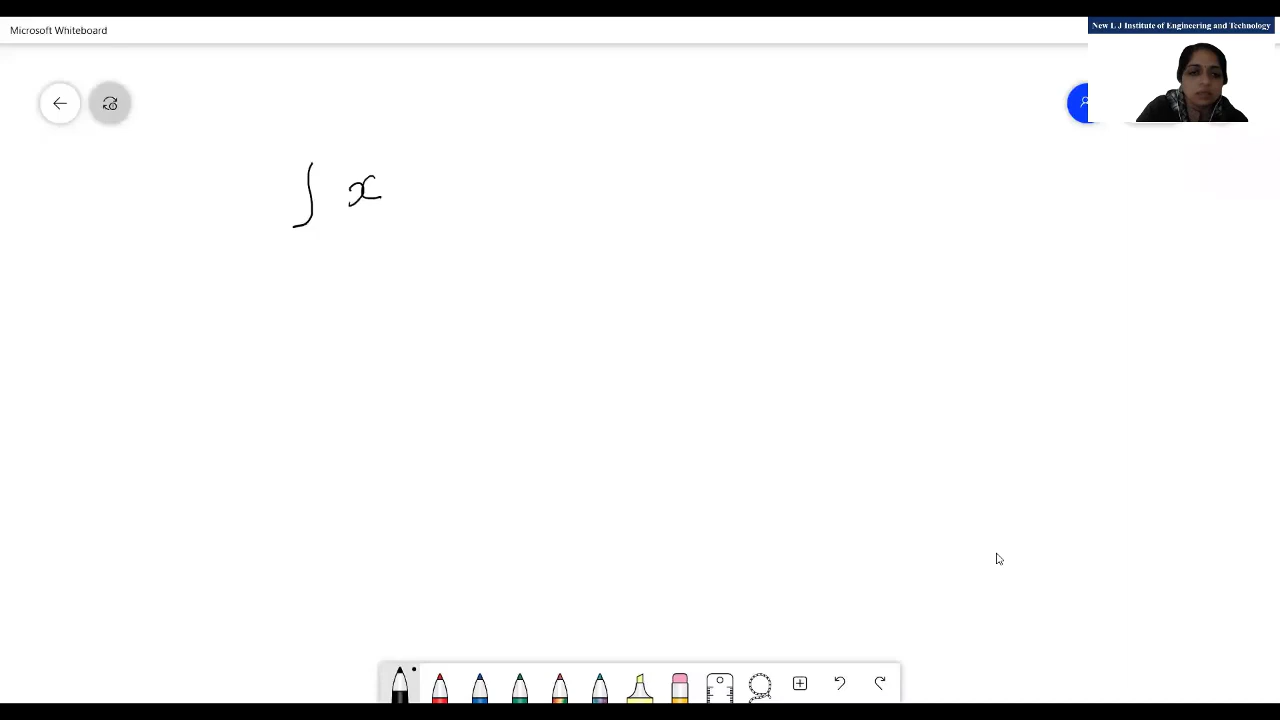 Microsoft Whiteboard
New L J Institute of Engineering and Technology
∫ x